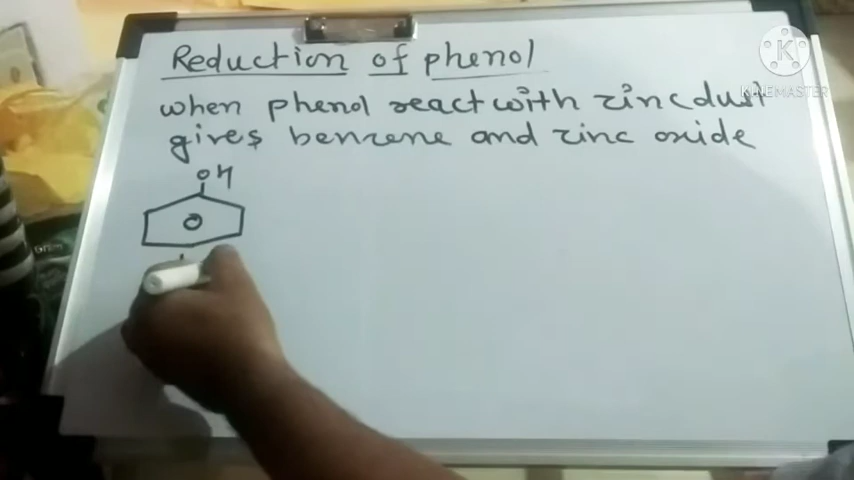 Reduction of phenol
when phenol react with zinc dust
gives benzene and zinc oxide
OH
K
KINEMASTER